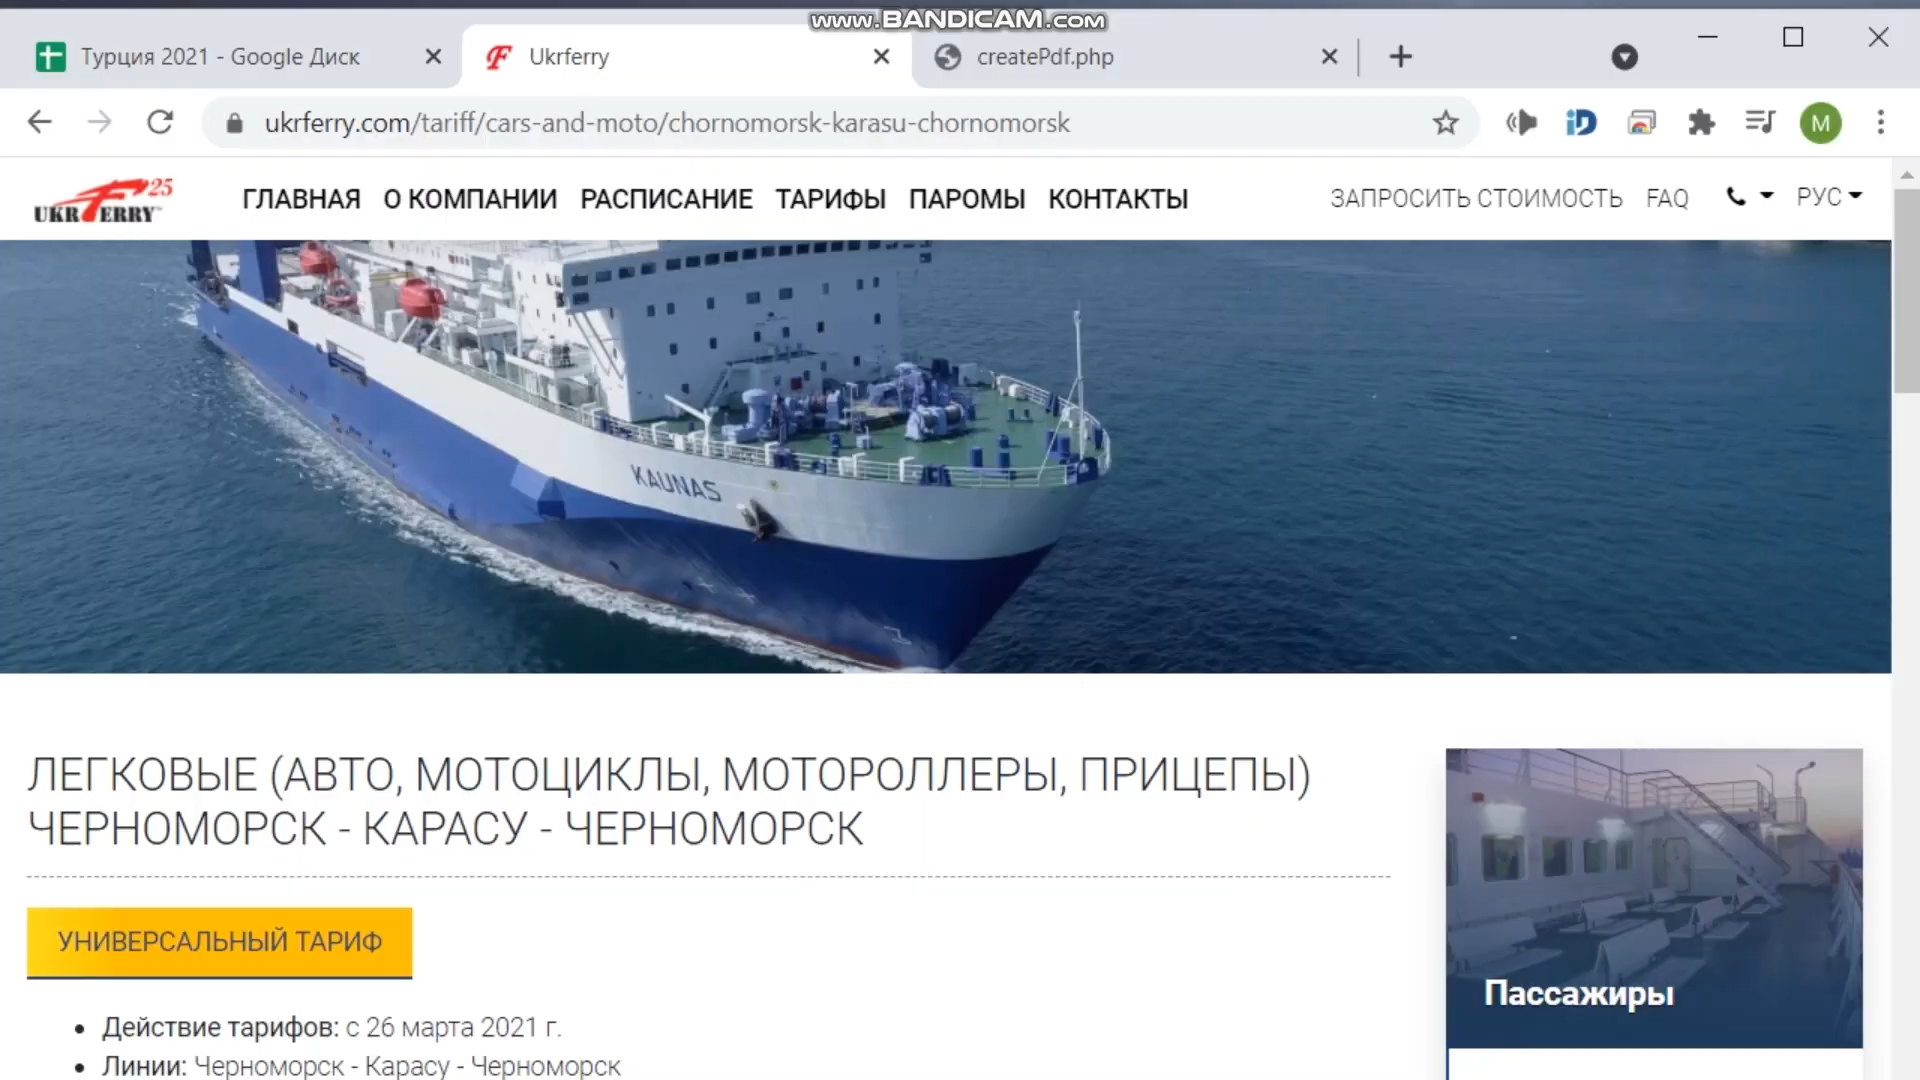 www.BANDICAM.com
Турция 2021 - Google Диск
Ukrferry
createPdf.php
ukrferry.com/tariff/cars-and-moto/chornomorsk-karasu-chornomorsk
M
UKRFERRY 25
ГЛАВНАЯ О КОМПАНИИ РАСПИСАНИЕ ТАРИФЫ ПАРОМЫ КОНТАКТЫ ЗАПРОСИТЬ СТОИМОСТЬ FAQ РУС
KAUNAS
ЛЕГКОВЫЕ (АВТО, МОТОЦИКЛЫ, МОТОРОЛЛЕРЫ, ПРИЦЕПЫ)
ЧЕРНОМОРСК - КАРАСУ - ЧЕРНОМОРСК
УНИВЕРСАЛЬНЫЙ ТАРИФ
Пассажиры
• Действие тарифов: с 26 марта 2021 г.
• Линии: Черноморск - Карасу - Черноморск